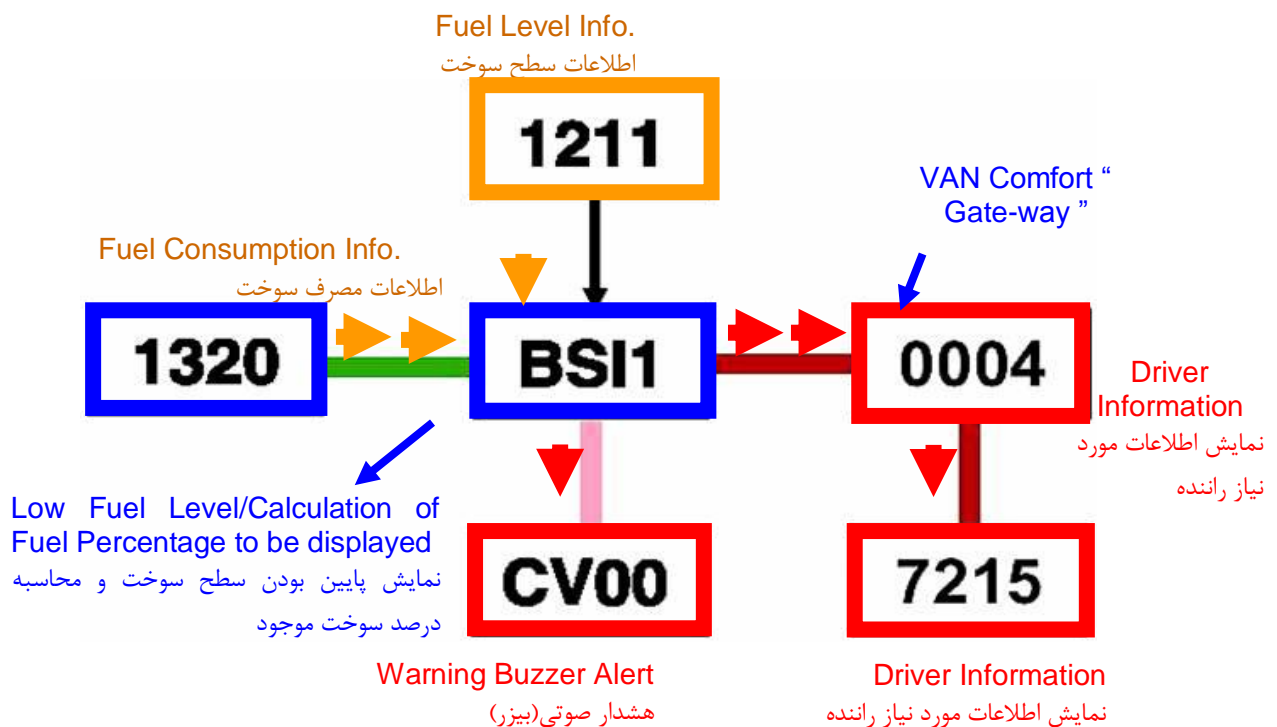 Fuel Level Info.
اطلاعات سطح سوخت
1211
VAN Comfort “
Gate-way ”
Fuel Consumption Info.
اطلاعات مصرف سوخت
1320
BSI1
0004
Driver
Information
نمایش اطلاعات مورد
نیاز راننده
Low Fuel Level/Calculation of
Fuel Percentage to be displayed
نمایش پایین بودن سطح سوخت و محاسبه
درصد سوخت موجود
CV00
7215
Warning Buzzer Alert
هشدار صوتی(بیزر)
Driver Information
نمایش اطلاعات مورد نیاز راننده